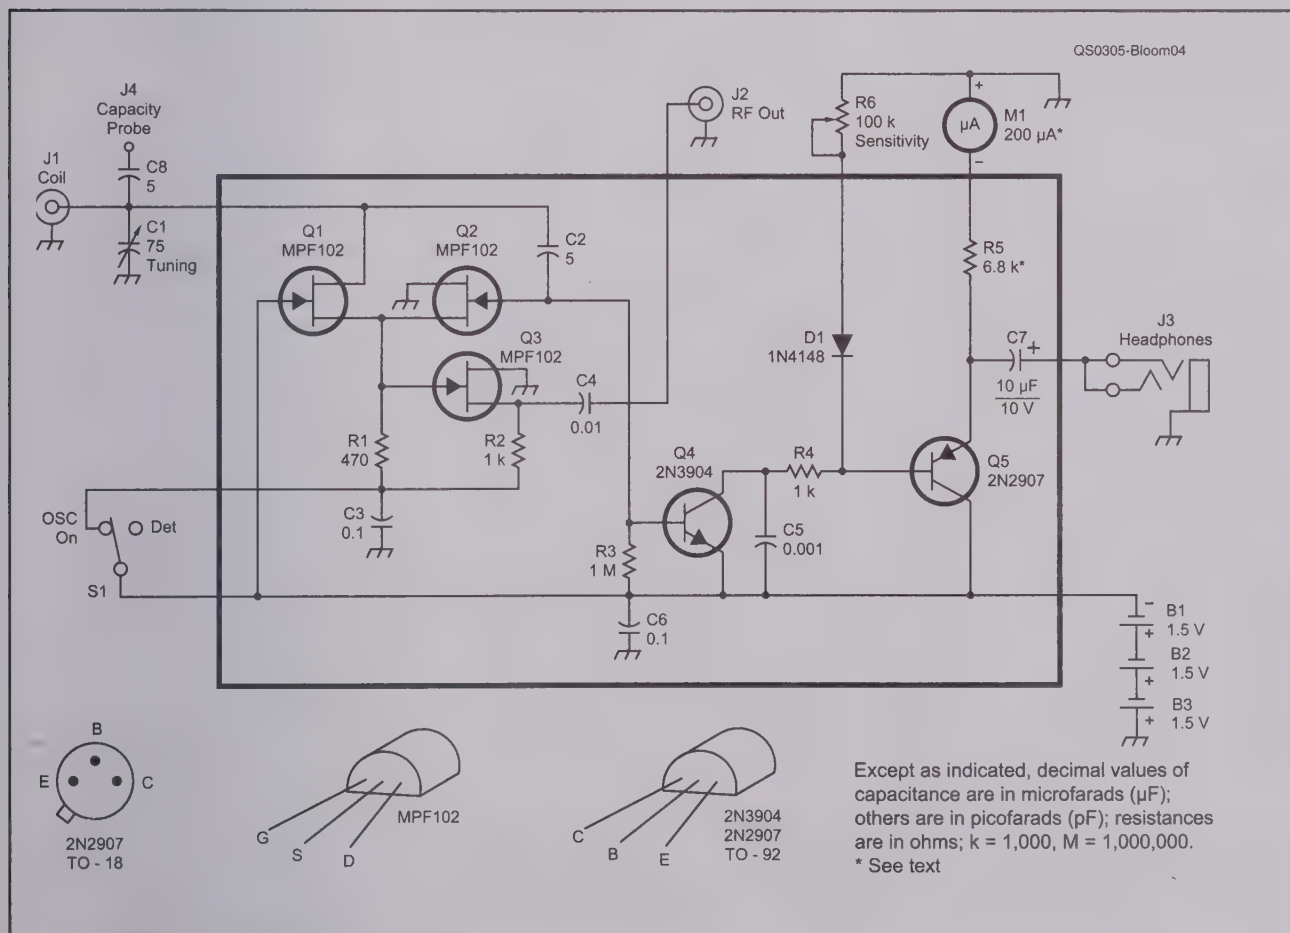 QS0305-Bloom04
J4
Capacity
Probe
J1
Coil
C8
5
C1
75
Tuning
J2
RF Out
R6
100 k
Sensitivity
+
µA
M1
200 µA*
–
Q1
MPF102
Q2
MPF102
C2
5
R5
6.8 k*
Q3
MPF102
D1
1N4148
C7
+
10 µF
10 V
J3
Headphones
C4
0.01
R1
470
R2
1 k
Q4
2N3904
R4
1 k
Q5
2N2907
OSC
On
Det
C3
0.1
R3
1 M
C5
0.001
S1
C6
0.1
–
B1
1.5 V
+
B2
1.5 V
+
B3
1.5 V
+
B
E
C
2N2907
TO - 18
MPF102
G
S
D
2N3904
2N2907
TO - 92
C
B
E
Except as indicated, decimal values of
capacitance are in microfarads (µF);
others are in picofarads (pF); resistances
are in ohms; k = 1,000, M = 1,000,000.
* See text